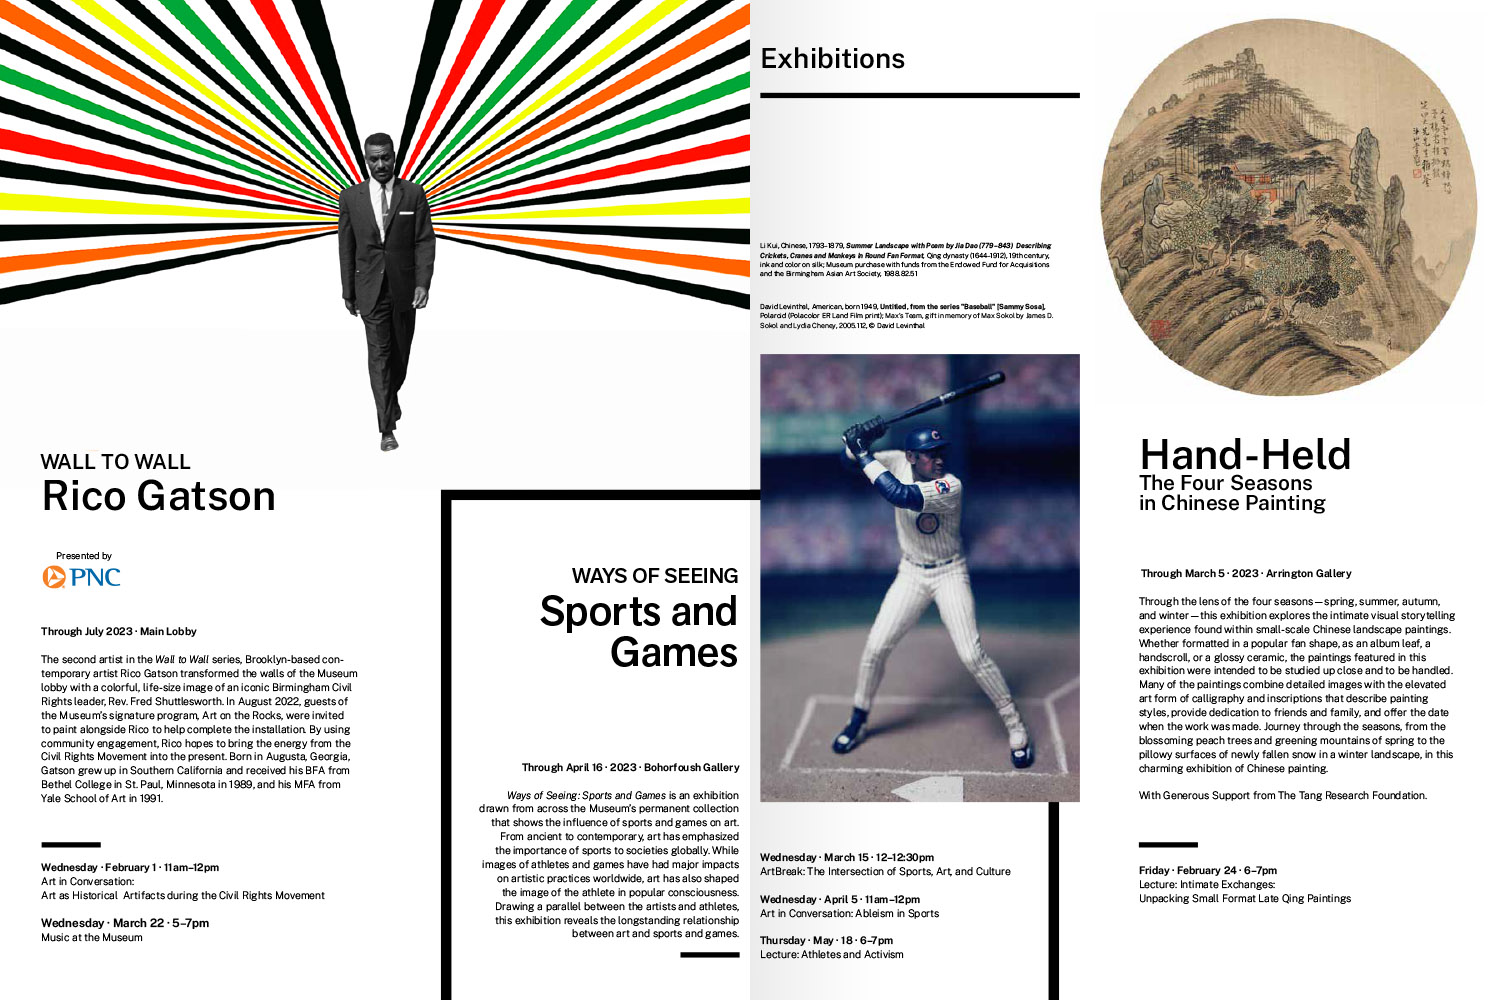 WALL TO WALL
Rico Gatson
Presented by
PNC
Through July 2023 · Main Lobby
The second artist in the Wall to Wall series, Brooklyn-based con-
temporary artist Rico Gatson transformed the walls of the Museum
lobby with a colorful, life-size image of an iconic Birmingham Civil
Rights leader, Rev. Fred Shuttlesworth. In August 2022, guests of
the Museum's signature program, Art on the Rocks, were invited
to paint alongside Rico to help complete the installation. By using
community engagement, Rico hopes to bring the energy from the
Civil Rights Movement into the present. Born in Augusta, Georgia,
Gatson grew up in Southern California and received his BFA from
Bethel College in St. Paul, Minnesota in 1989, and his MFA from
Yale School of Art in 1991.
Wednesday · February 1 · 11am–12pm
Art in Conversation:
Art as Historical Artifacts during the Civil Rights Movement
Wednesday · March 22 · 5–7pm
Music at the Museum
WAYS OF SEEING
Sports and
Games
Through April 16 · 2023 · Bohorfoush Gallery
Ways of Seeing: Sports and Games is an exhibition
drawn from across the Museum's permanent collection
that shows the influence of sports and games on art.
From ancient to contemporary, art has emphasized
the importance of sports to societies globally. While
images of athletes and games have had major impacts
on artistic practices worldwide, art has also shaped
the image of the athlete in popular consciousness.
Drawing a parallel between the artists and athletes,
this exhibition reveals the longstanding relationship
between art and sports and games.
Exhibitions
Li Kui, Chinese, 1793–1879, Summer Landscape with Poem by Jia Dao (779–843) Describing
Crickets, Cranes and Monkeys in Round Fan Format, Qing dynasty (1644-1912), 19th century,
ink and color on silk; Museum purchase with funds from the Endowed Fund for Acquisitions
and the Birmingham Asian Art Society, 1988.82.51
David Levinthal, American, born 1949, Untitled, from the series "Baseball" [Sammy Sosa],
Polaroid (Polacolor ER Land Film print); Max's Team, gift in memory of Max Sokol by James D.
Sokol and Lydia Cheney, 2005.112, © David Levinthal
Wednesday · March 15 · 12–12:30pm
ArtBreak: The Intersection of Sports, Art, and Culture
Wednesday · April 5 · 11am–12pm
Art in Conversation: Ableism in Sports
Thursday · May · 18 · 6–7pm
Lecture: Athletes and Activism
Hand-Held
The Four Seasons
in Chinese Painting
Through March 5 · 2023 · Arrington Gallery
Through the lens of the four seasons—spring, summer, autumn,
and winter—this exhibition explores the intimate visual storytelling
experience found within small-scale Chinese landscape paintings.
Whether formatted in a popular fan shape, as an album leaf, a
handscroll, or a glossy ceramic, the paintings featured in this
exhibition were intended to be studied up close and to be handled.
Many of the paintings combine detailed images with the elevated
art form of calligraphy and inscriptions that describe painting
styles, provide dedication to friends and family, and offer the date
when the work was made. Journey through the seasons, from the
blossoming peach trees and greening mountains of spring to the
pillowy surfaces of newly fallen snow in a winter landscape, in this
charming exhibition of Chinese painting.
With Generous Support from The Tang Research Foundation.
Friday · February 24 · 6–7pm
Lecture: Intimate Exchanges:
Unpacking Small Format Late Qing Paintings